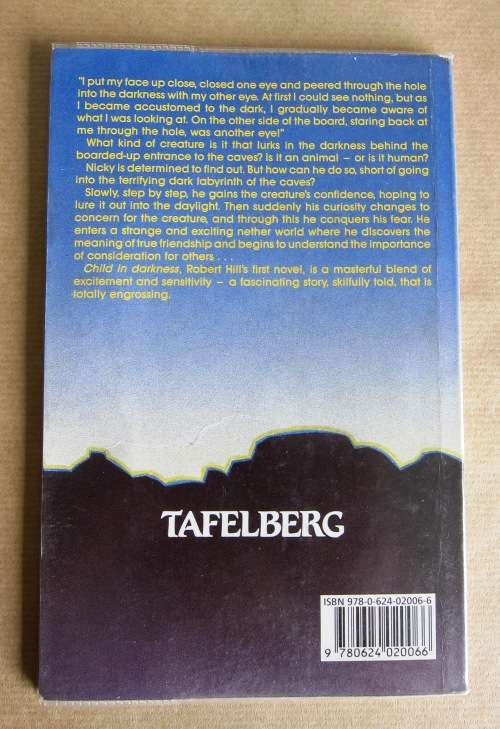 "I put my face up close, closed one eye and peered through the hole
into the darkness with my other eye. At first I could see nothing, but as
I became accustomed to the dark, I gradually became aware of
what I was looking at. On the other side of the board, staring back at
me through the hole, was another eye!"
What kind of creature is it that lurks in the darkness behind the
boarded-up entrance to the caves? Is it an animal – or is it human?
Nicky is determined to find out. But how can he do so, short of going
into the terrifying dark labyrinth of the caves?
Slowly, step by step, he gains the creature's confidence, hoping to
lure it out into the daylight. Then suddenly his curiosity changes to
concern for the creature, and through this he conquers his fear. He
enters a strange and exciting nether world where he discovers the
meaning of true friendship and begins to understand the importance
of consideration for others . . .
Child in darkness, Robert Hill's first novel, is a masterful blend of
excitement and sensitivity – a fascinating story, skilfully told, that is
totally engrossing.
TAFELBERG
ISBN 978-0-624-02006-6
9 780624 020066